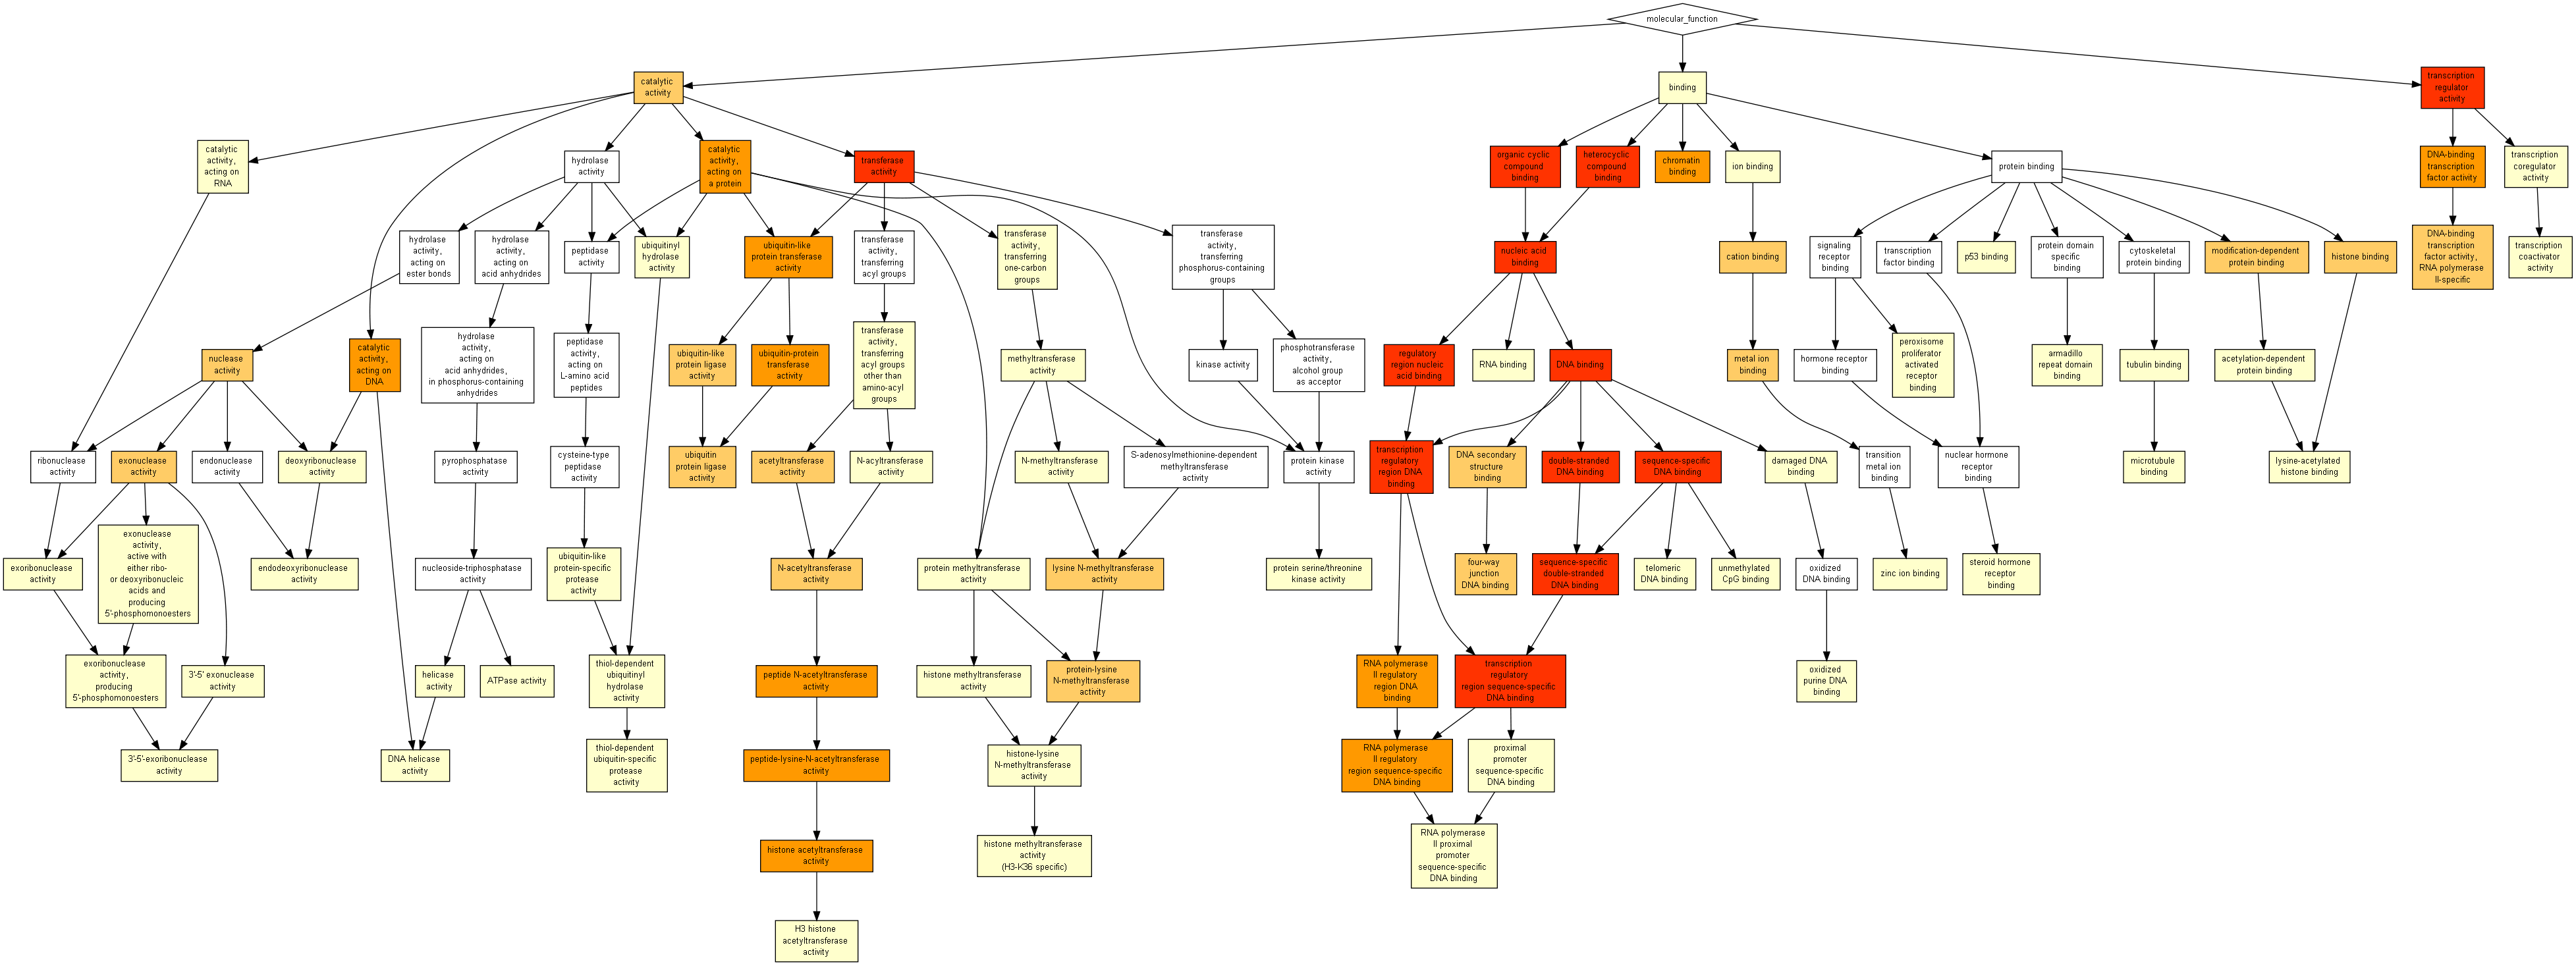 molecular_function
catalytic
activity
binding
transcription
regulator
activity
catalytic
activity,
acting on
RNA
hydrolase
activity
catalytic
activity,
acting on
a protein
transferase
activity
organic cyclic
compound
binding
heterocyclic
compound
binding
chromatin
binding
ion binding
protein binding
DNA-binding
transcription
factor activity
transcription
coregulator
activity
hydrolase
activity,
acting on
ester bonds
hydrolase
activity,
acting on
acid anhydrides
peptidase
activity
ubiquitinyl
hydrolase
activity
ubiquitin-like
protein transferase
activity
transferase
activity,
transferring
acyl groups
transferase
activity,
transferring
one-carbon
groups
transferase
activity,
transferring
phosphorus-containing
groups
nucleic acid
binding
cation binding
signaling
receptor
binding
transcription
factor binding
p53 binding
protein domain
specific
binding
cytoskeletal
protein binding
modification-dependent
protein binding
histone binding
DNA-binding
transcription
factor activity,
RNA polymerase
II-specific
transcription
coactivator
activity
nuclease
activity
catalytic
activity,
acting on
DNA
hydrolase
activity,
acting on
acid anhydrides,
in phosphorus-containing
anhydrides
peptidase
activity,
acting on
L-amino acid
peptides
ubiquitin-like
protein ligase
activity
ubiquitin-protein
transferase
activity
transferase
activity,
transferring
acyl groups
other than
amino-acyl
groups
methyltransferase
activity
kinase activity
phosphotransferase
activity,
alcohol group
as acceptor
regulatory
region nucleic
acid binding
RNA binding
DNA binding
metal ion
binding
hormone receptor
binding
peroxisome
proliferator
activated
receptor
binding
armadillo
repeat domain
binding
tubulin binding
acetylation-dependent
protein binding
ribonuclease
activity
exonuclease
activity
endonuclease
activity
deoxyribonuclease
activity
pyrophosphatase
activity
cysteine-type
peptidase
activity
ubiquitin
protein ligase
activity
acetyltransferase
activity
N-acyltransferase
activity
N-methyltransferase
activity
S-adenosylmethionine-dependent
methyltransferase
activity
protein kinase
activity
transcription
regulatory
region DNA
binding
DNA secondary
structure
binding
double-stranded
DNA binding
sequence-specific
DNA binding
damaged DNA
binding
transition
metal ion
binding
nuclear hormone
receptor
binding
microtubule
binding
lysine-acetylated
histone binding
exoribonuclease
activity
exonuclease
activity,
active with
either ribo-
or deoxyribonucleic
acids and
producing
5'-phosphomonoesters
endodeoxyribonuclease
activity
nucleoside-triphosphatase
activity
ubiquitin-like
protein-specific
protease
activity
N-acetyltransferase
activity
protein methyltransferase
activity
lysine N-methyltransferase
activity
protein serine/threonine
kinase activity
four-way
junction
DNA binding
sequence-specific
double-stranded
DNA binding
telomeric
DNA binding
unmethylated
CpG binding
oxidized
DNA binding
zinc ion binding
steroid hormone
receptor
binding
exoribonuclease
activity,
producing
5'-phosphomonoesters
3'-5' exonuclease
activity
helicase
activity
ATPase activity
thiol-dependent
ubiquitinyl
hydrolase
activity
peptide N-acetyltransferase
activity
histone methyltransferase
activity
protein-lysine
N-methyltransferase
activity
RNA polymerase
II regulatory
region DNA
binding
transcription
regulatory
region sequence-specific
DNA binding
oxidized
purine DNA
binding
3'-5'-exoribonuclease
activity
DNA helicase
activity
thiol-dependent
ubiquitin-specific
protease
activity
peptide-lysine-N-acetyltransferase
activity
histone-lysine
N-methyltransferase
activity
RNA polymerase
II regulatory
region sequence-specific
DNA binding
proximal
promoter
sequence-specific
DNA binding
histone acetyltransferase
activity
histone methyltransferase
activity
(H3-K36 specific)
RNA polymerase
II proximal
promoter
sequence-specific
DNA binding
H3 histone
acetyltransferase
activity